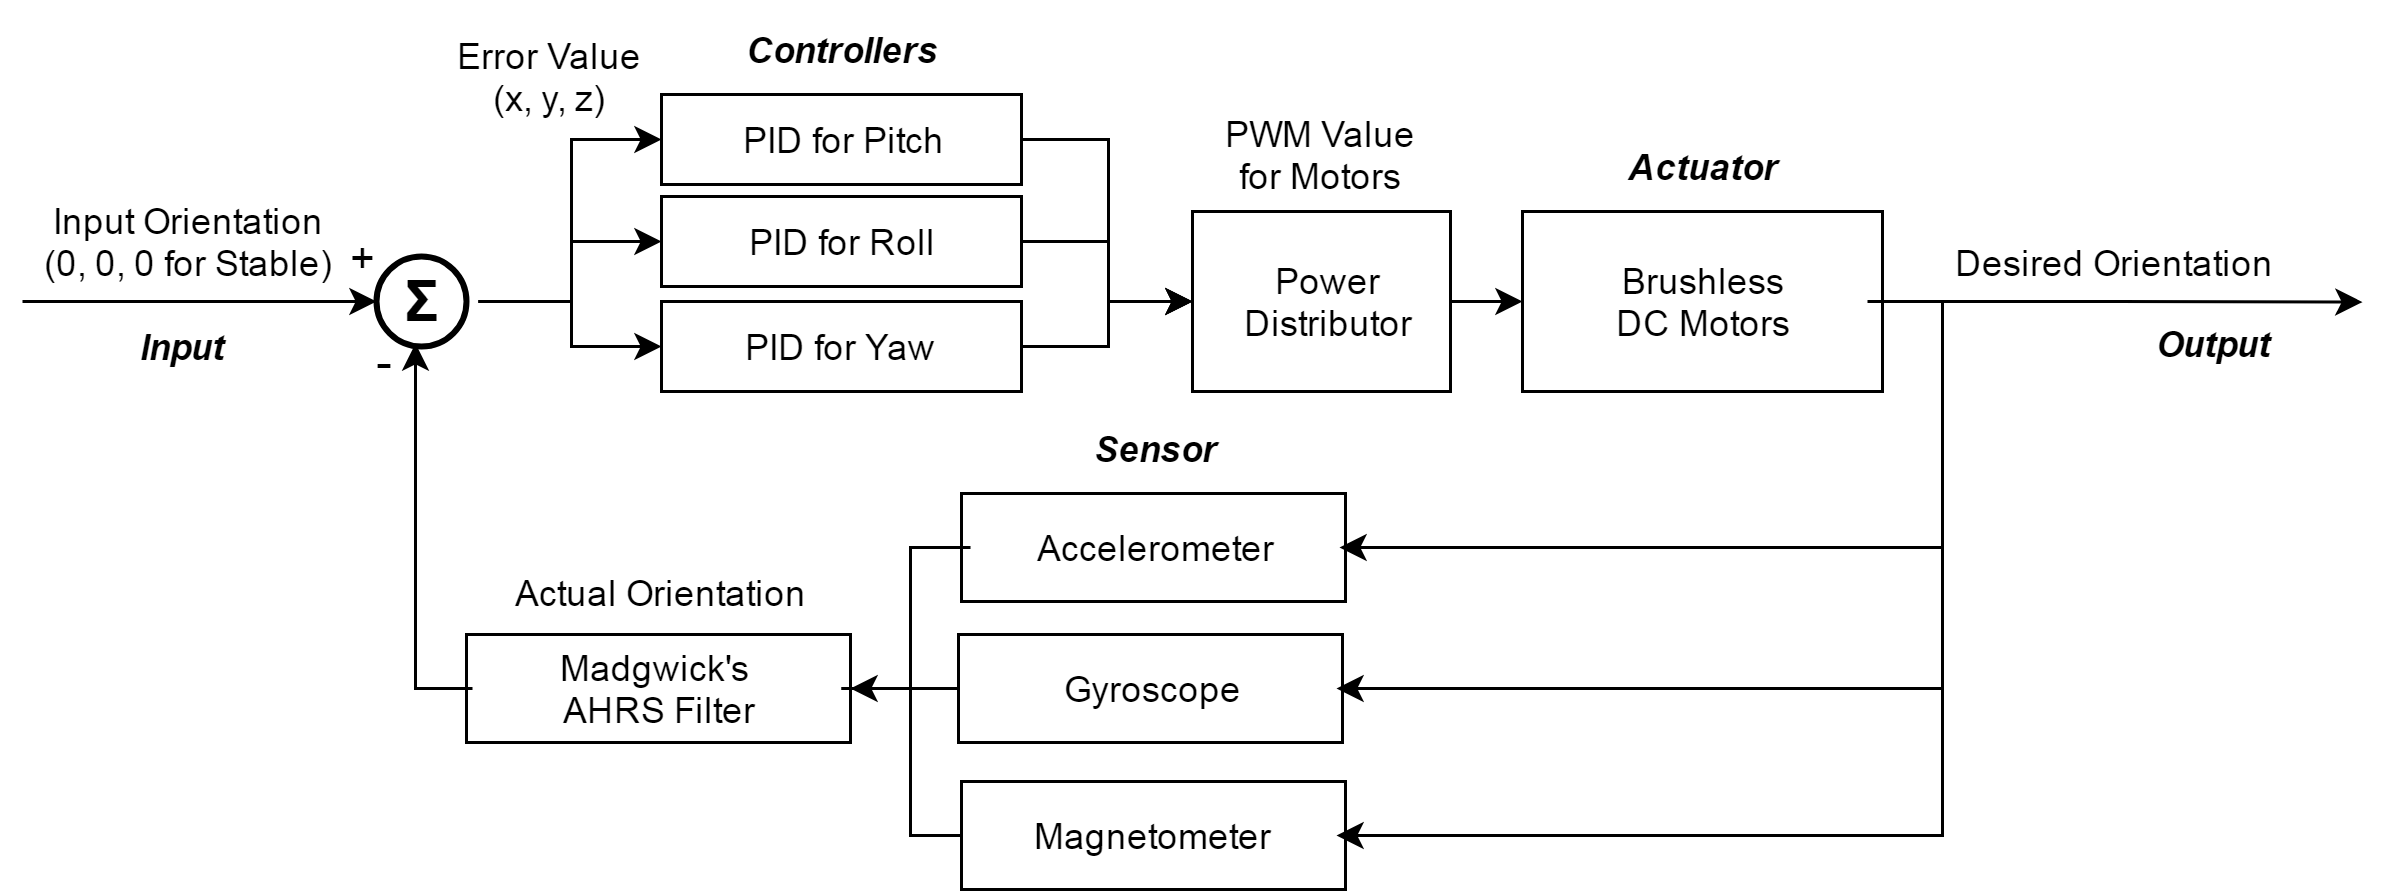 Error Value
(x, y, z)
Controllers
PID for Pitch
PID for Roll
PID for Yaw
PWM Value
for Motors
Power
Distributor
Actuator
Brushless
DC Motors
Input Orientation
(0, 0, 0 for Stable)
+
Σ
-
Input
Desired Orientation
Output
Sensor
Accelerometer
Gyroscope
Magnetometer
Actual Orientation
Madgwick's
AHRS Filter